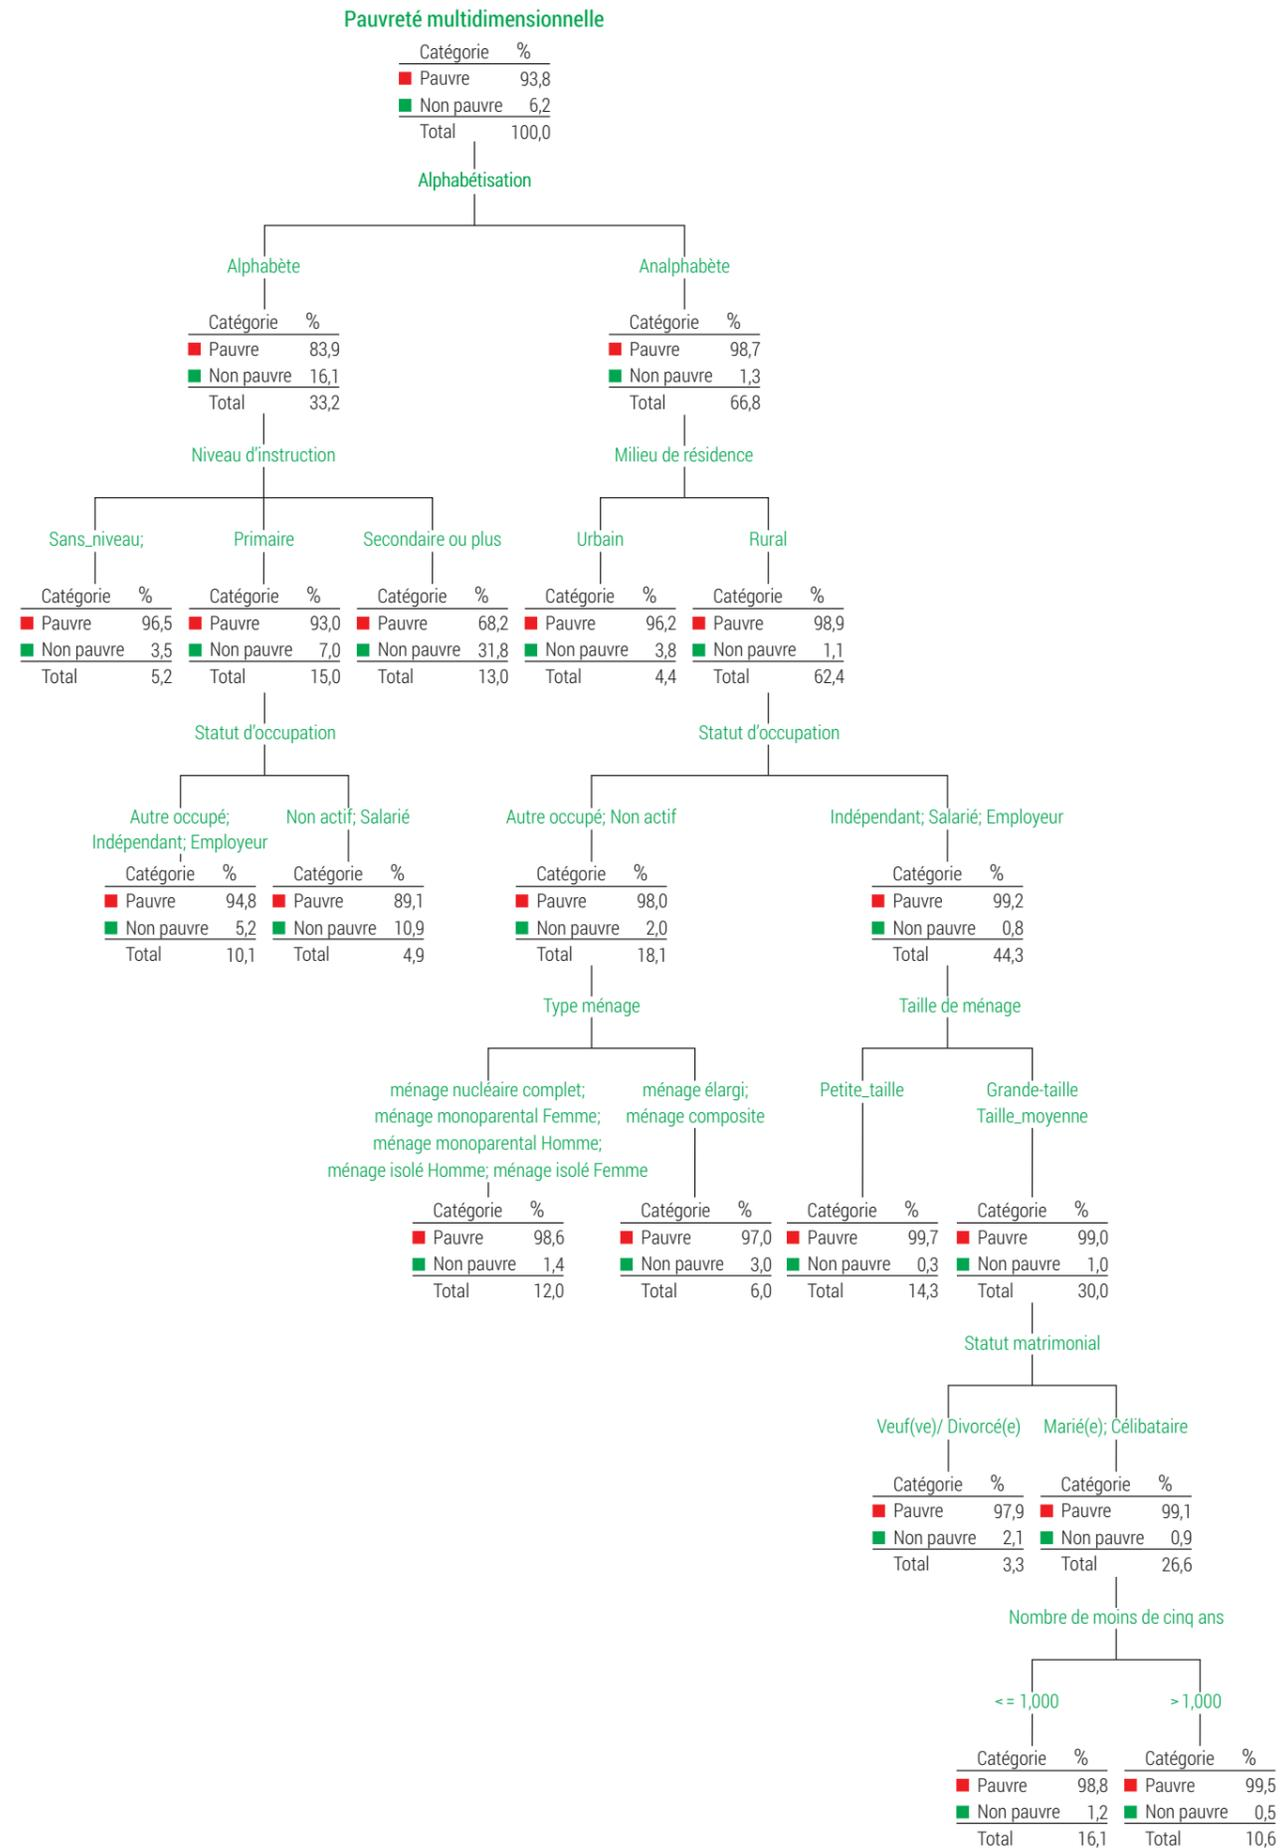 Pauvreté multidimensionnelle
Catégorie %
Pauvre 93,8
Non pauvre 6,2
Total 100,0
Alphabétisation
Alphabète Analphabète
Catégorie % Catégorie %
Pauvre 83,9 Pauvre 98,7
Non pauvre 16,1 Non pauvre 1,3
Total 33,2 Total 66,8
Niveau d'instruction Milieu de résidence
Sans_niveau; Primaire Secondaire ou plus Urbain Rural
Catégorie % Catégorie % Catégorie % Catégorie % Catégorie %
Pauvre 96,5 Pauvre 93,0 Pauvre 68,2 Pauvre 96,2 Pauvre 98,9
Non pauvre 3,5 Non pauvre 7,0 Non pauvre 31,8 Non pauvre 3,8 Non pauvre 1,1
Total 5,2 Total 15,0 Total 13,0 Total 4,4 Total 62,4
Statut d'occupation Statut d'occupation
Autre occupé; Non actif; Salarié Autre occupé; Non actif Indépendant; Salarié; Employeur
Indépendant; Employeur
Catégorie % Catégorie % Catégorie % Catégorie %
Pauvre 94,8 Pauvre 89,1 Pauvre 98,0 Pauvre 99,2
Non pauvre 5,2 Non pauvre 10,9 Non pauvre 2,0 Non pauvre 0,8
Total 10,1 Total 4,9 Total 18,1 Total 44,3
Type ménage Taille de ménage
ménage nucléaire complet; ménage élargi; Petite_taille Grande-taille
ménage monoparental Femme; ménage composite Taille_moyenne
ménage monoparental Homme;
ménage isolé Homme; ménage isolé Femme
Catégorie % Catégorie % Catégorie % Catégorie %
Pauvre 98,6 Pauvre 97,0 Pauvre 99,7 Pauvre 99,0
Non pauvre 1,4 Non pauvre 3,0 Non pauvre 0,3 Non pauvre 1,0
Total 12,0 Total 6,0 Total 14,3 Total 30,0
Statut matrimonial
Veuf(ve)/ Divorcé(e) Marié(e); Célibataire
Catégorie % Catégorie %
Pauvre 97,9 Pauvre 99,1
Non pauvre 2,1 Non pauvre 0,9
Total 3,3 Total 26,6
Nombre de moins de cinq ans
<= 1,000 > 1,000
Catégorie % Catégorie %
Pauvre 98,8 Pauvre 99,5
Non pauvre 1,2 Non pauvre 0,5
Total 16,1 Total 10,6